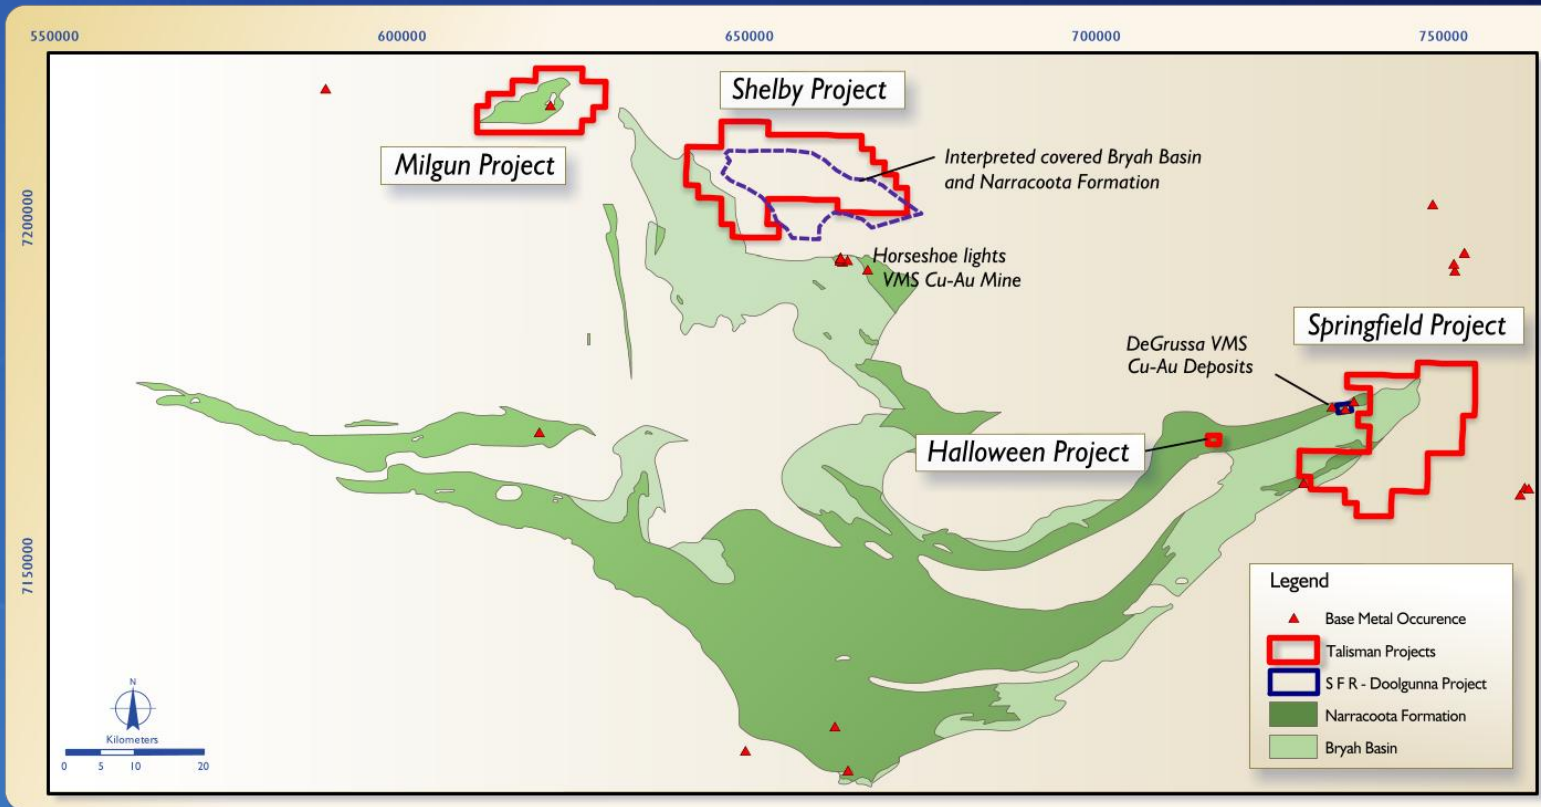 550000
600000
650000
700000
750000
Shelby Project
Milgun Project
Interpreted covered Bryah Basin
and Narracoota Formation
7200000
Horseshoe lights
VMS Cu-Au Mine
Springfield Project
DeGrussa VMS
Cu-Au Deposits
Halloween Project
7150000
Legend
Base Metal Occurence
Talisman Projects
S F R - Doolgunna Project
Narracoota Formation
Bryah Basin
N
Kilometers
0 5 10 20